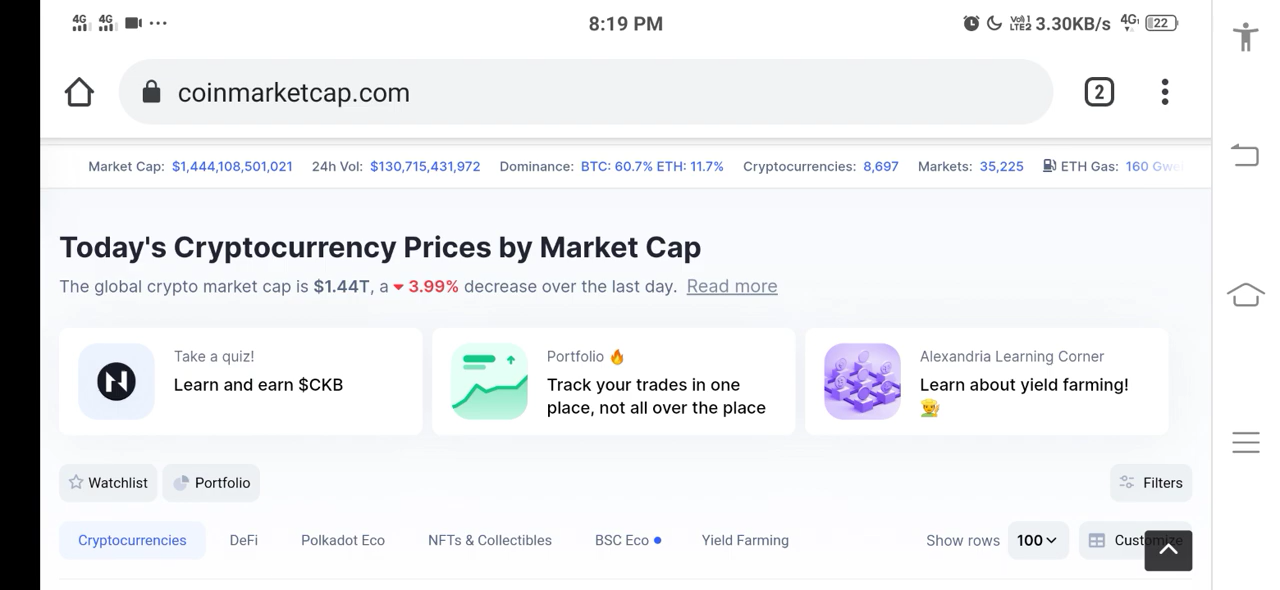 4G 4G ... 8:19 PM Vo) 1 LTE2 3.30KB/s 4G 22
coinmarketcap.com 2
Market Cap: $1,444,108,501,021 24h Vol: $130,715,431,972 Dominance: BTC: 60.7% ETH: 11.7% Cryptocurrencies: 8,697 Markets: 35,225 ETH Gas: 160 Gwei
Today's Cryptocurrency Prices by Market Cap
The global crypto market cap is $1.44T, a 3.99% decrease over the last day. Read more
Take a quiz!
Learn and earn $CKB
Portfolio 🔥
Track your trades in one
place, not all over the place
Alexandria Learning Corner
Learn about yield farming!
Watchlist Portfolio Filters
Cryptocurrencies DeFi Polkadot Eco NFTs & Collectibles BSC Eco Yield Farming Show rows 100 Customize